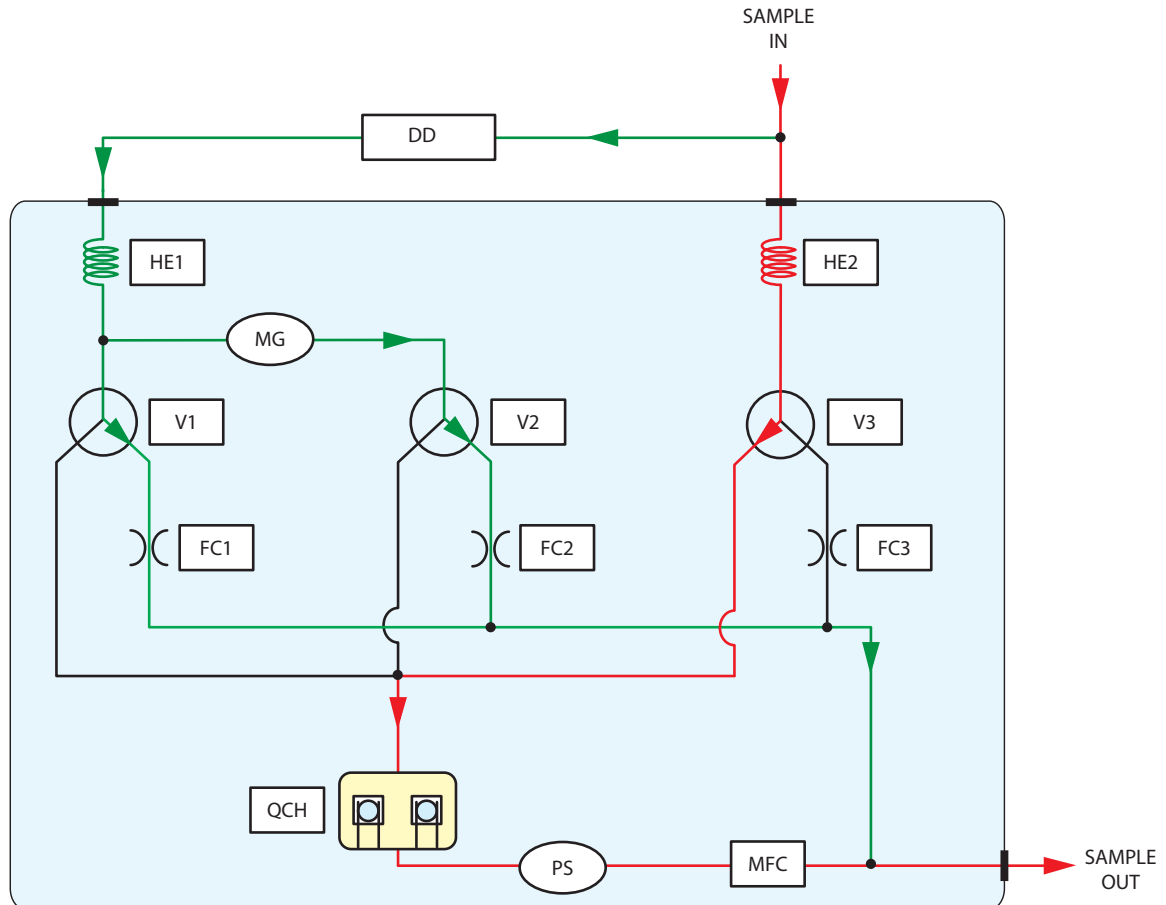 SAMPLE
IN
DD
HE1
HE2
MG
V1
V2
V3
FC1
FC2
FC3
QCH
PS
MFC
SAMPLE
OUT